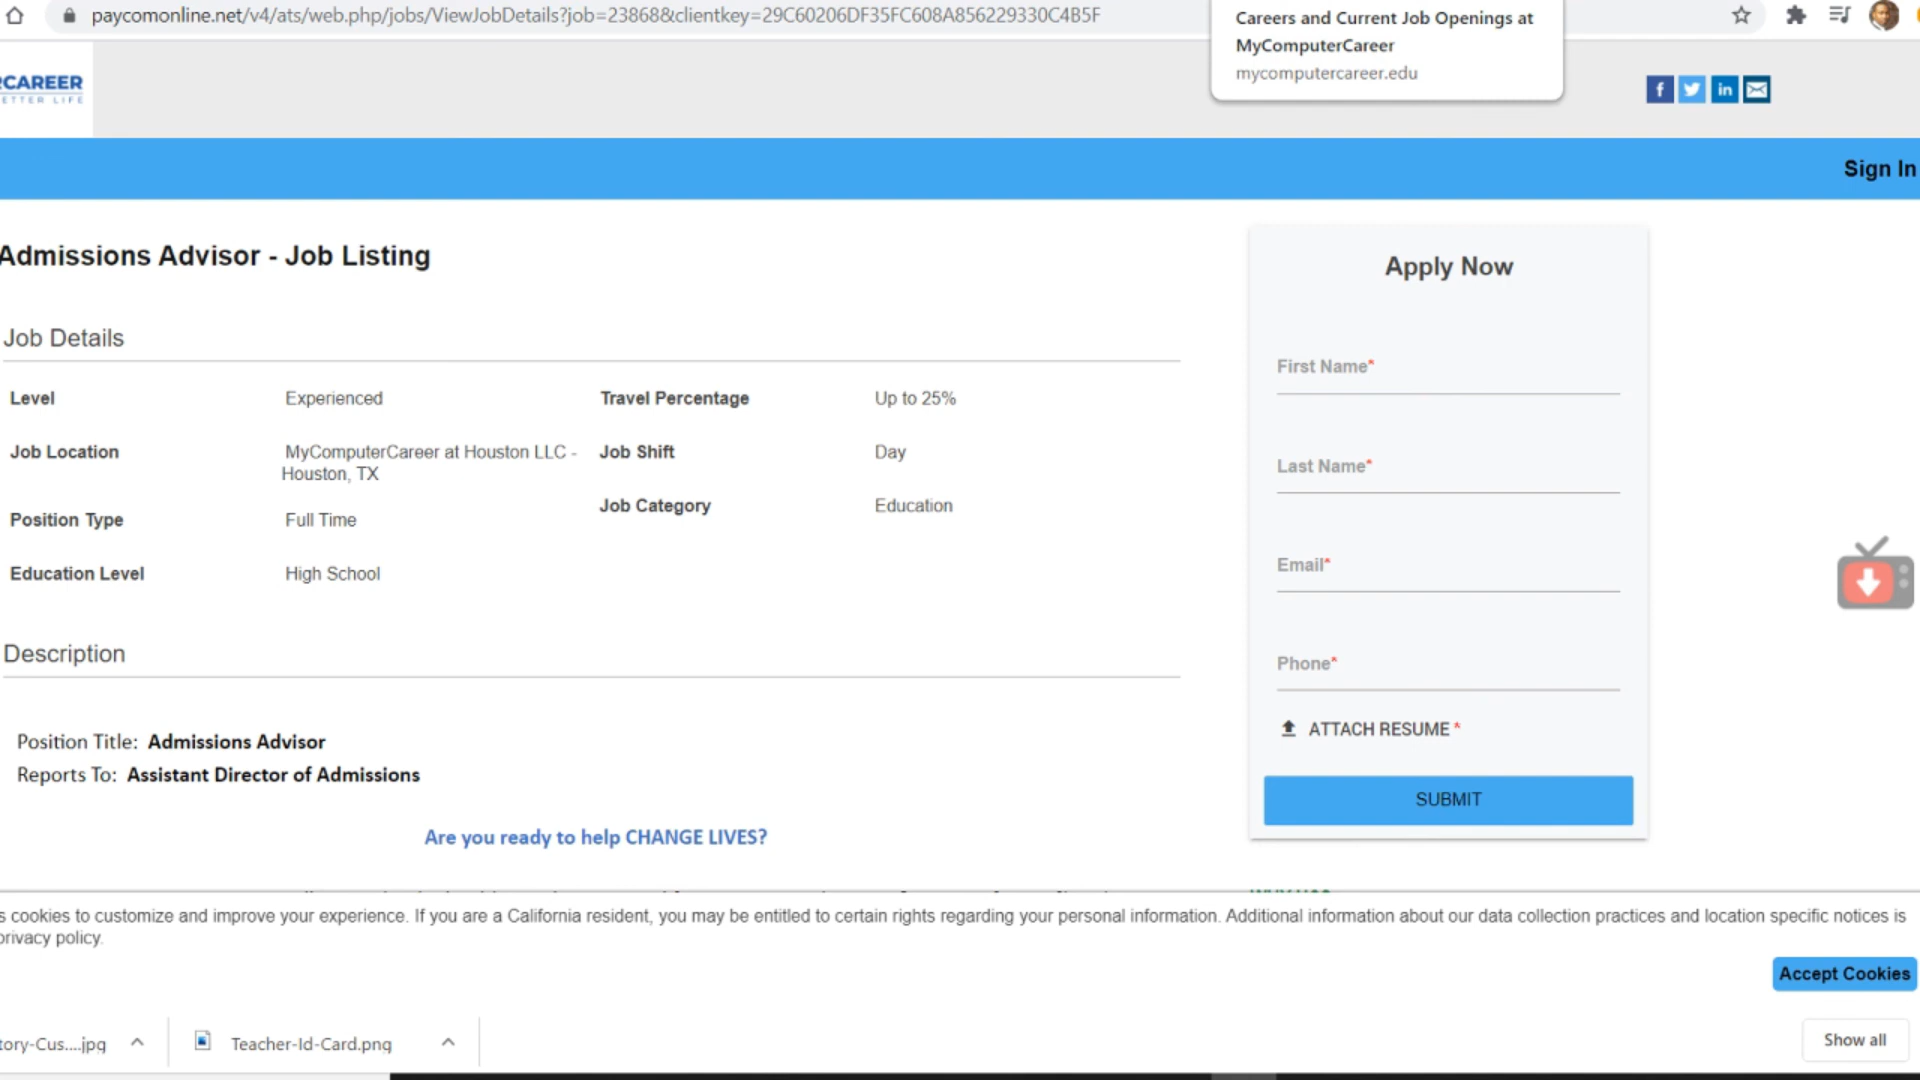 paycomonline.net/v4/ats/web.php/jobs/ViewJobDetails?job=23868&clientkey=29C60206DF35FC608A856229330C4B5F
Careers and Current Job Openings at
MyComputerCareer
mycomputercareer.edu
CAREER
ETTER LIFE
f
in
Sign In
Admissions Advisor - Job Listing
Job Details
Level Experienced Travel Percentage Up to 25%
Job Location MyComputerCareer at Houston LLC - Job Shift Day
Houston, TX
Job Category Education
Position Type Full Time
Education Level High School
Description
Position Title: Admissions Advisor
Reports To: Assistant Director of Admissions
Are you ready to help CHANGE LIVES?
Apply Now
First Name*
Last Name*
Email*
Phone*
ATTACH RESUME *
SUBMIT
s cookies to customize and improve your experience. If you are a California resident, you may be entitled to certain rights regarding your personal information. Additional information about our data collection practices and location specific notices is
privacy policy.
Accept Cookies
tory-Cus....jpg
Teacher-Id-Card.png
Show all